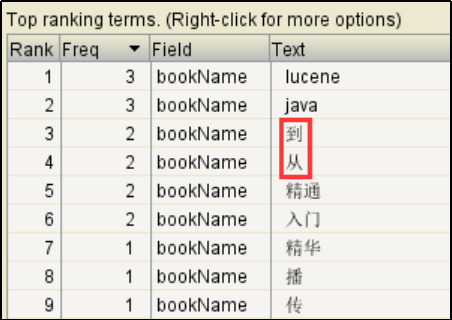 Top ranking terms. (Right-click for more options)
Rank Freq Field Text
1 3 bookName lucene
2 3 bookName java
3 2 bookName 到
4 2 bookName 从
5 2 bookName 精通
6 2 bookName 入门
7 1 bookName 精华
8 1 bookName 播
9 1 bookName 传